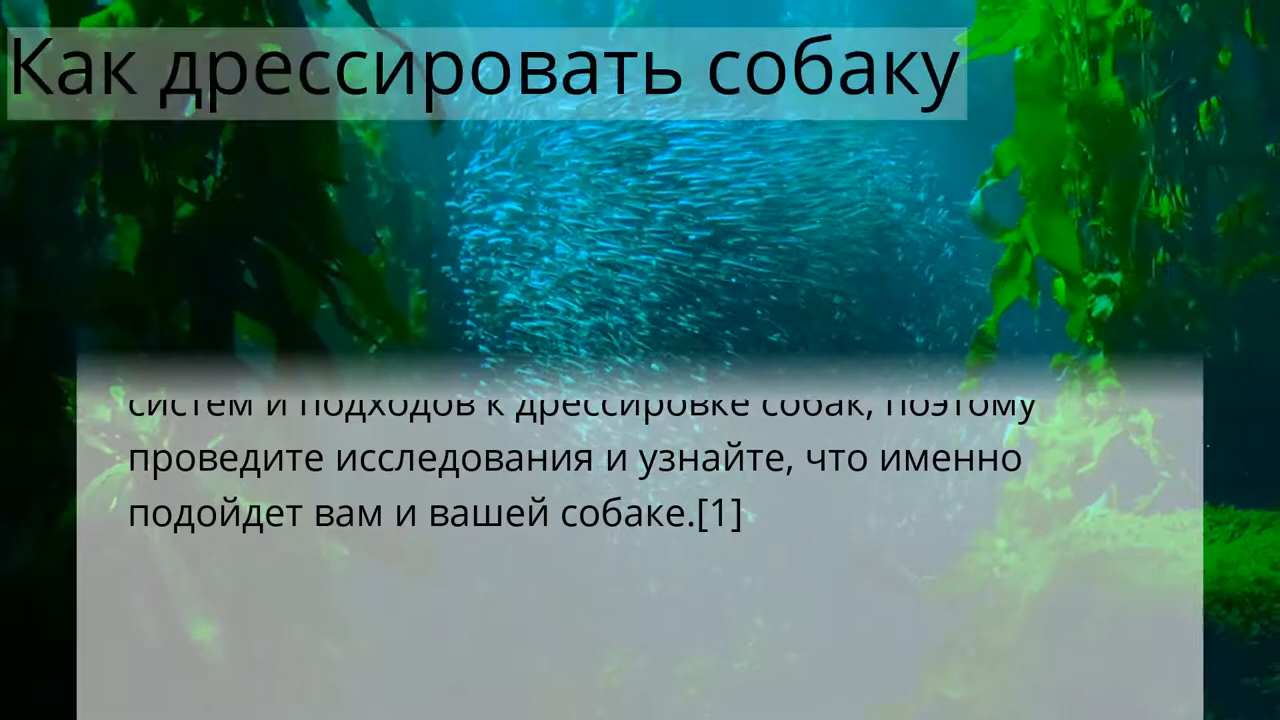 Как дрессировать собаку
систем и подходов к дрессировке собак, поэтому
проведите исследования и узнайте, что именно
подойдет вам и вашей собаке.[1]